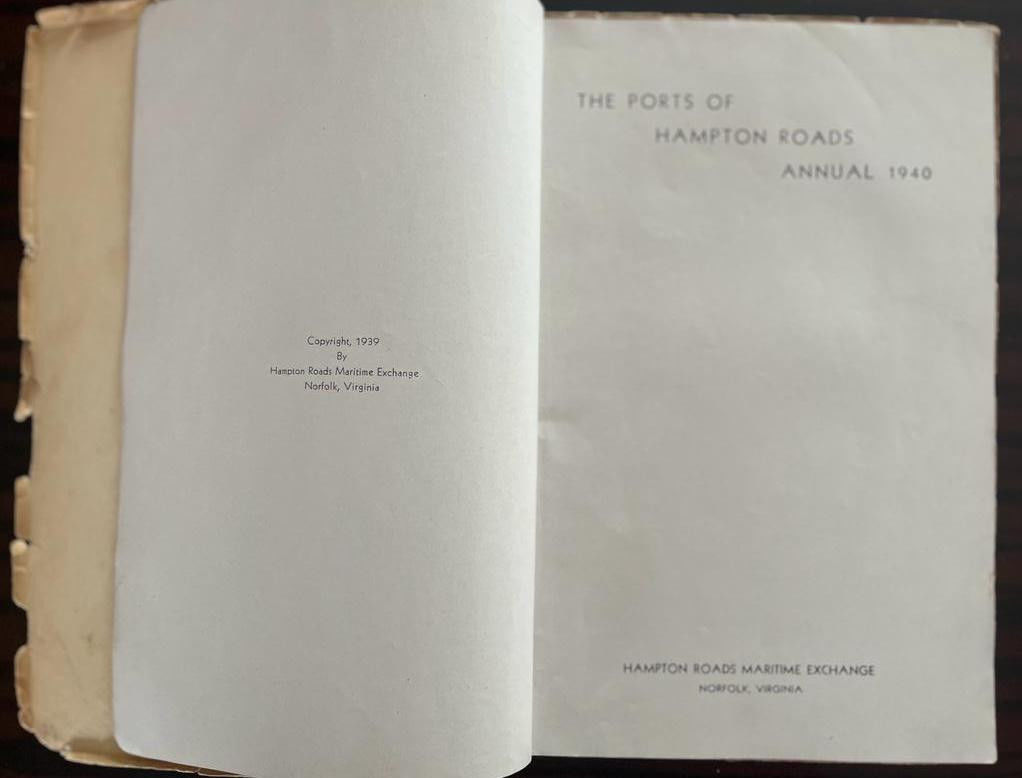 Copyright, 1939
By
Hampton Roads Maritime Exchange
Norfolk, Virginia
THE PORTS OF
HAMPTON ROADS
ANNUAL 1940
HAMPTON ROADS MARITIME EXCHANGE
NORFOLK, VIRGINIA